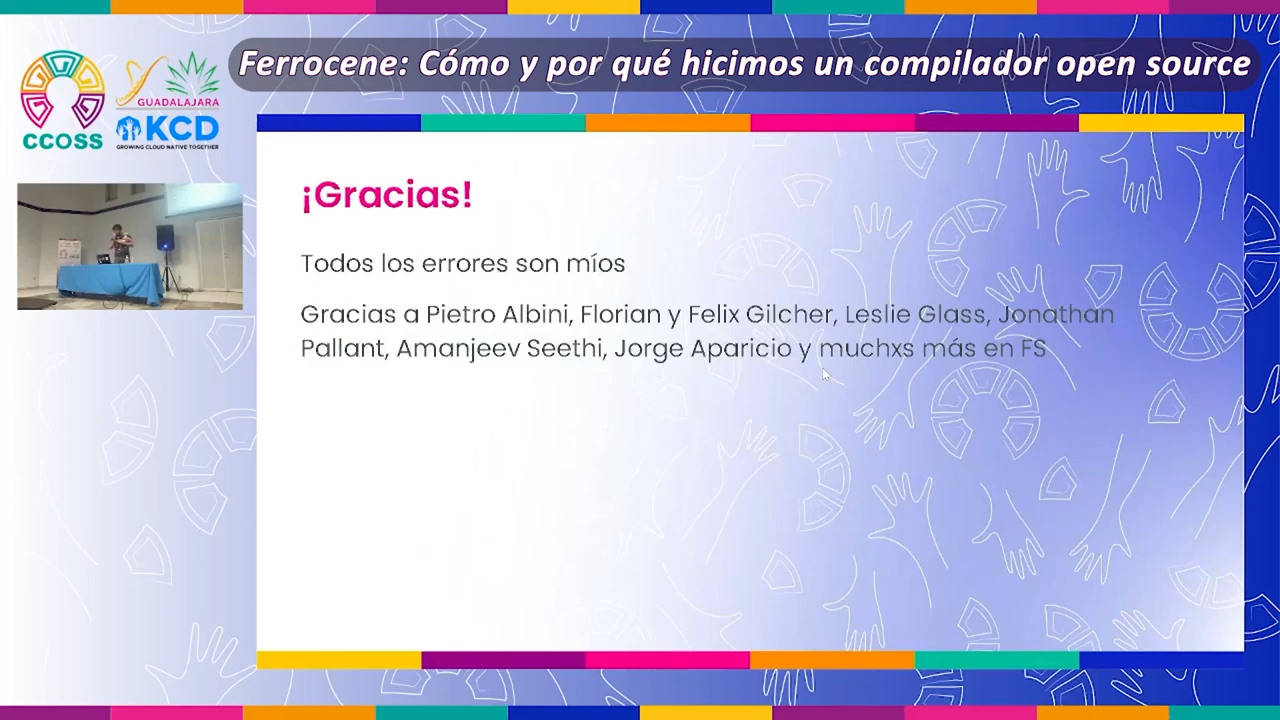 Ferrocene: Cómo y por qué hicimos un compilador open source
CCOSS
GUADALAJARA
KCD
GROWING CLOUD NATIVE TOGETHER
¡Gracias!
Todos los errores son míos
Gracias a Pietro Albini, Florian y Felix Gilcher, Leslie Glass, Jonathan
Pallant, Amanjeev Seethi, Jorge Aparicio y muchxs más en FS